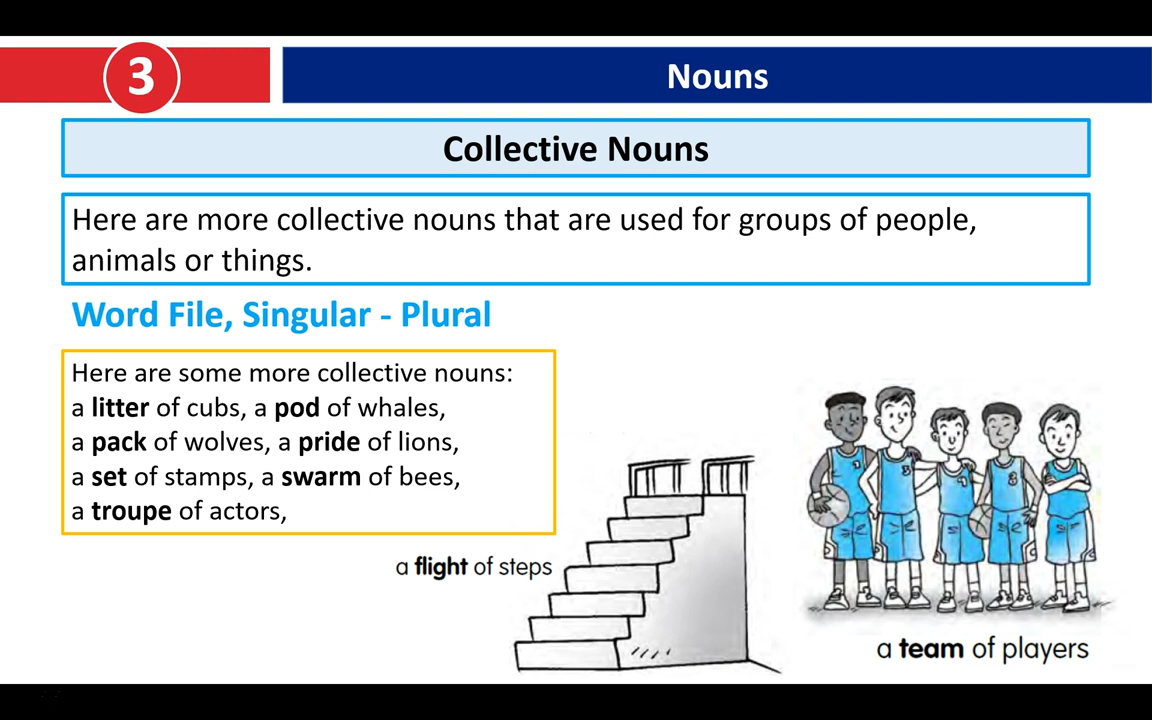 3
Nouns
Collective Nouns
Here are more collective nouns that are used for groups of people,
animals or things.
Word File, Singular - Plural
Here are some more collective nouns:
a litter of cubs, a pod of whales,
a pack of wolves, a pride of lions,
a set of stamps, a swarm of bees,
a troupe of actors,
a flight of steps
a team of players